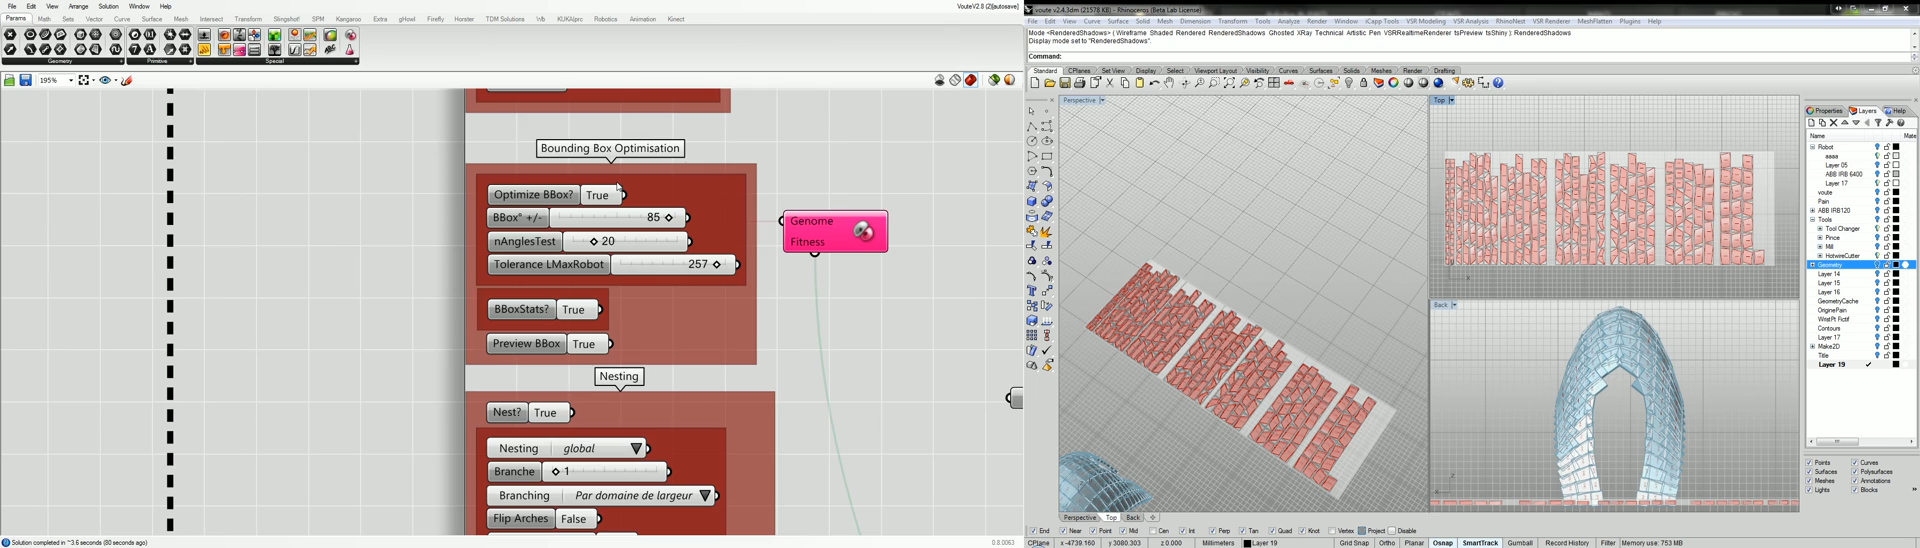 File Edit View Arrange Solution Window Help
VouteV2.8 (2)[autosave]
Params Math Sets Vector Curve Surface Mesh Intersect Transform Slingshot! SPM Kangaroo Extra gHowl Firefly Horster TDM Solutions Wb KUKA|prc Robotics Animation Kinect
Geometry
Primitive
Special
195%
Bounding Box Optimisation
Optimize BBox? True
BBox° +/- 85
nAnglesTest 20
Tolerance LMaxRobot 257
BBoxStats? True
Preview BBox True
Genome
Fitness
Nesting
Nest? True
Nesting global
Branche 1
Branching Par domaine de largeur
Flip Arches False
Solution completed in ~3.6 seconds (80 seconds ago)
0.8.0063
voute v2.4.3dm (21578 KB) - Rhinoceros (Beta Lab License)
File Edit View Curve Surface Solid Mesh Dimension Transform Tools Analyze Render Window iCapp Tools VSR Modeling VSR Analysis RhinoNest VSR Renderer MeshFlatten Plugins Help
Mode <RenderedShadows> ( Wireframe Shaded Rendered RenderedShadows Ghosted XRay Technical Artistic Pen VSRRealtimeRenderer tsPreview tsShiny ): RenderedShadows
Display mode set to "RenderedShadows".
Command:
Standard CPlanes Set View Display Select Viewport Layout Visibility Curves Surfaces Solids Meshes Render Drafting
Perspective
Top
Back
Properties Layers Help
Name Mate
Robot
aaaa
Layer 05
ABB IRB 6400
Layer 17
voute
Pain
ABB IRB120
Tools
Tool Changer
Pince
Mill
HotwireCutter
Geometry
Layer 14
Layer 15
Layer 16
GeometryCache
OriginePain
WristPt Fictif
Contours
Layer 17
Make2D
Title
Layer 19
Points Curves
Surfaces Polysurfaces
Meshes Annotations
Lights Blocks
Perspective Top Back
End Near Point Mid Cen Int Perp Tan Quad Knot Vertex Project Disable
CPlane x -4739.160 y 3080.303 z 0.000 Millimeters Layer 19 Grid Snap Ortho Planar Osnap SmartTrack Gumball Record History Filter Memory use: 753 MB